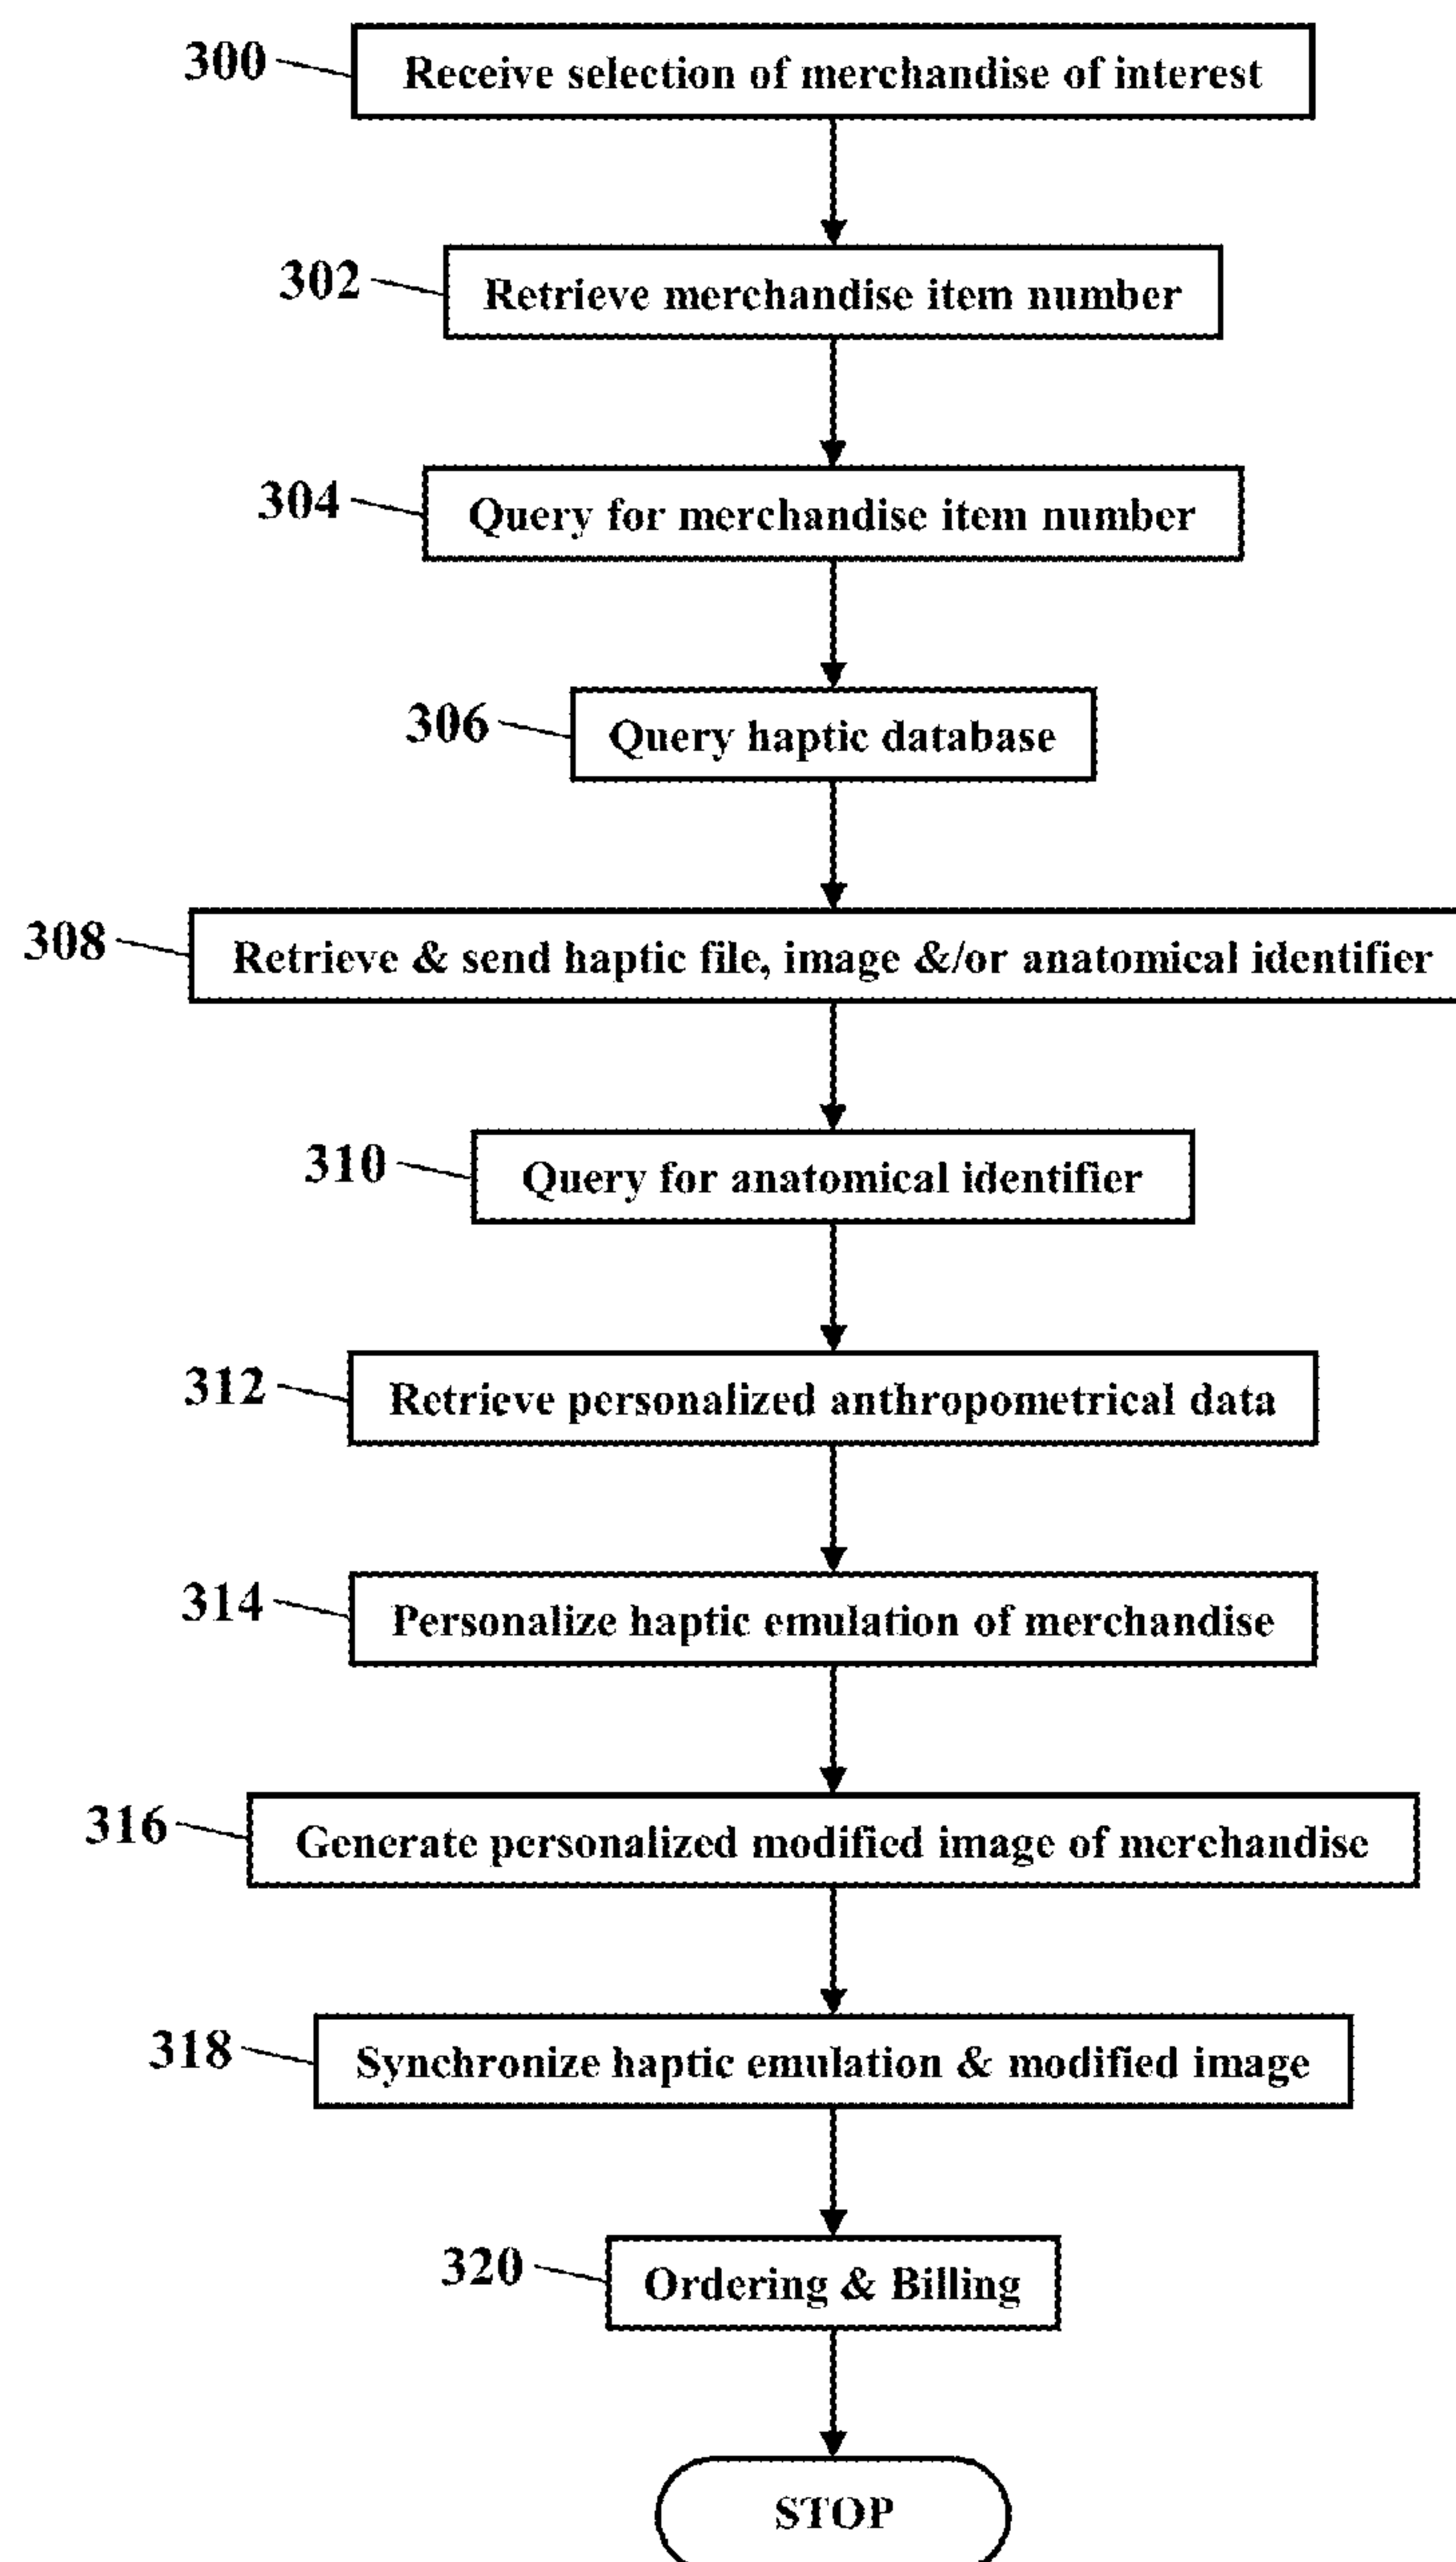 300 Receive selection of merchandise of interest
302 Retrieve merchandise item number
304 Query for merchandise item number
306 Query haptic database
308 Retrieve & send haptic file, image &/or anatomical identifier
310 Query for anatomical identifier
312 Retrieve personalized anthropometrical data
314 Personalize haptic emulation of merchandise
316 Generate personalized modified image of merchandise
318 Synchronize haptic emulation & modified image
320 Ordering & Billing
STOP